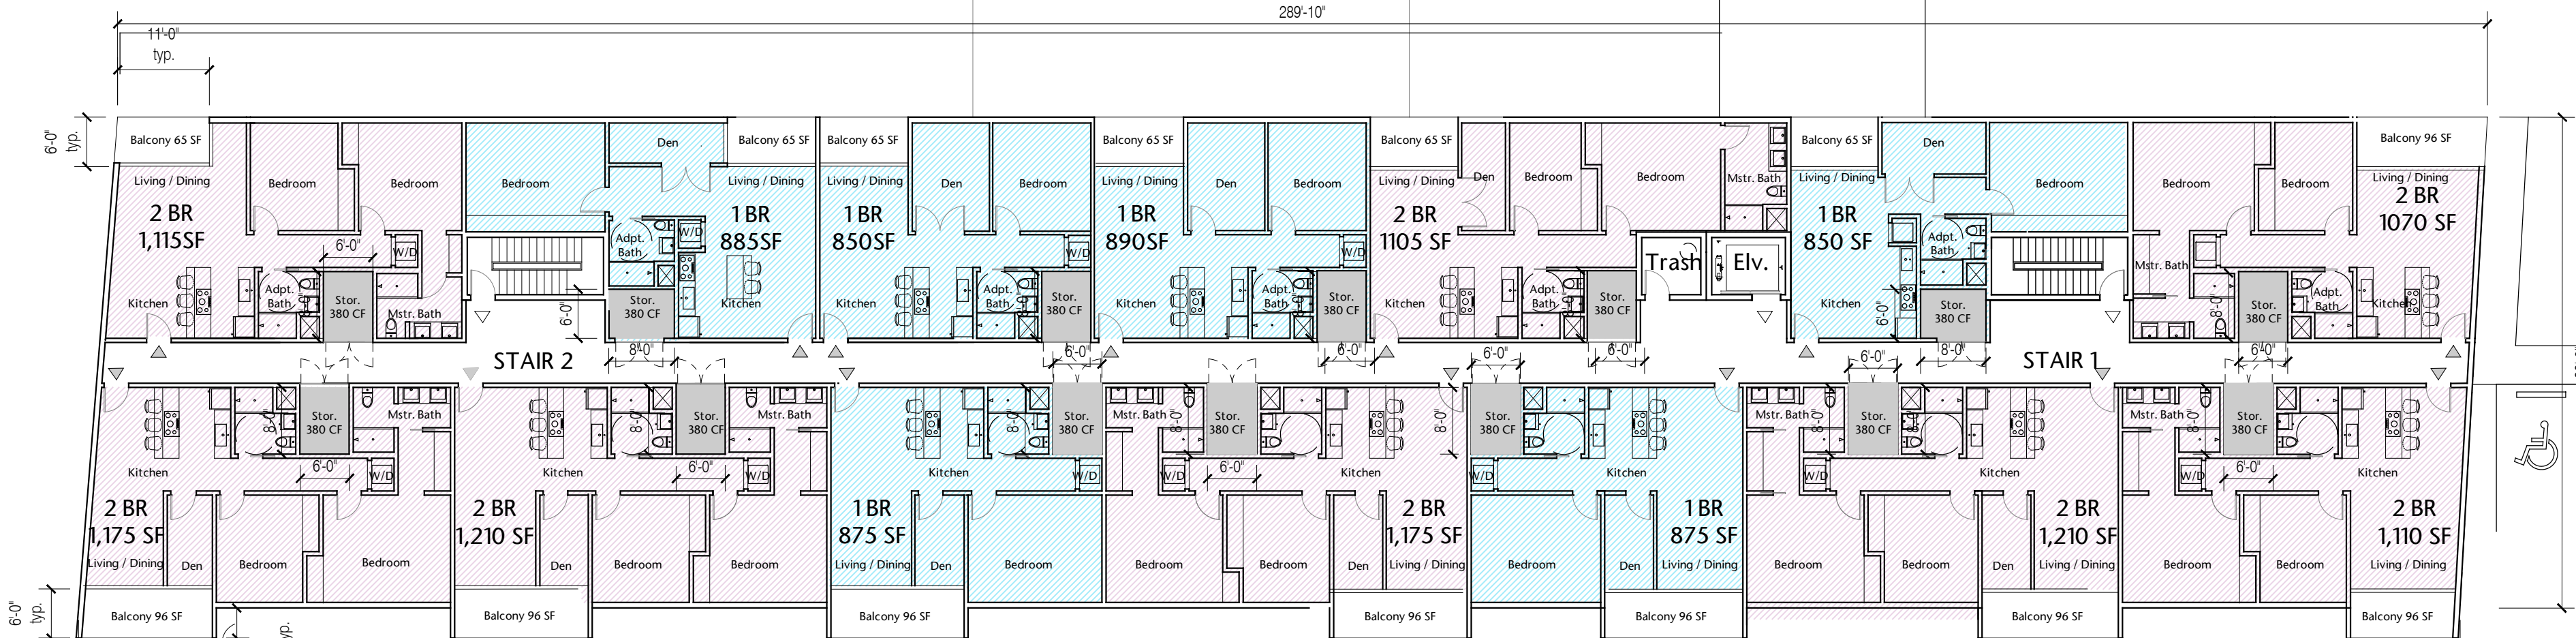 289'-10"
11'-0"
typ.
6'-0"
typ.
Balcony 65 SF
Living / Dining
2 BR
1,115SF
Kitchen
Bedroom
Bedroom
6'-0"
W/D
Adpt.
Bath
Stor.
380 CF
Mstr. Bath
Bedroom
Den
Balcony 65 SF
Living / Dining
1 BR
885SF
W/D
Adpt.
Bath
Stor.
380 CF
Kitchen
6'-0"
8'-0"
STAIR 2
Balcony 65 SF
Living / Dining
1 BR
850SF
Den
Bedroom
W/D
Adpt.
Bath
Stor.
380 CF
Kitchen
6'-0"
Balcony 65 SF
Living / Dining
1 BR
890SF
Den
Bedroom
W/D
Adpt.
Bath
Stor.
380 CF
Kitchen
6'-0"
Balcony 65 SF
Living / Dining
2 BR
1105 SF
Den
Bedroom
Bedroom
Mstr. Bath
Adpt.
Bath
Stor.
380 CF
Kitchen
6'-0"
Trash
Elv.
Balcony 65 SF
Living / Dining
1 BR
850 SF
Den
Bedroom
Adpt.
Bath
Stor.
380 CF
Kitchen
6'-0"
8'-0"
STAIR 1
Bedroom
Bedroom
Balcony 96 SF
Living / Dining
2 BR
1070 SF
Mstr. Bath
8'-0"
Stor.
380 CF
Adpt.
Bath
Kitchen
6'-0"
Kitchen
8'-0"
Stor.
380 CF
Mstr. Bath
6'-0"
W/D
2 BR
1,175 SF
Living / Dining
Den
Bedroom
Bedroom
Balcony 96 SF
6'-0"
typ.
typ.
Kitchen
8'-0"
Stor.
380 CF
Mstr. Bath
6'-0"
W/D
2 BR
1,210 SF
Den
Bedroom
Bedroom
Balcony 96 SF
Kitchen
8'-0"
Stor.
380 CF
W/D
1 BR
875 SF
Living / Dining
Den
Bedroom
Balcony 96 SF
Mstr. Bath
8'-0"
Stor.
380 CF
W/D
6'-0"
Kitchen
8'-0"
2 BR
1,175 SF
Bedroom
Bedroom
Den
Living / Dining
Balcony 96 SF
6'-0"
Stor.
380 CF
W/D
Kitchen
1 BR
875 SF
Bedroom
Den
Living / Dining
Balcony 96 SF
6'-0"
Mstr. Bath
8'-0"
Stor.
380 CF
8'-0"
W/D
Kitchen
2 BR
1,210 SF
Bedroom
Bedroom
Den
Living / Dining
Balcony 96 SF
Mstr. Bath
8'-0"
Stor.
380 CF
W/D
6'-0"
Kitchen
2 BR
1,110 SF
Bedroom
Bedroom
Living / Dining
Balcony 96 SF